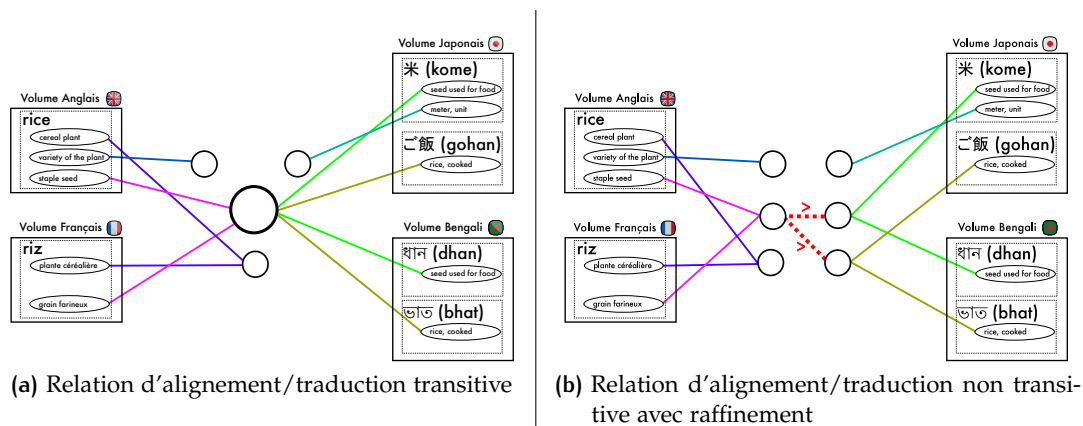 Volume Japonais
米 (kome)
seed used for food
meter, unit
ご飯 (gohan)
rice, cooked
Volume Anglais
rice
cereal plant
variety of the plant
staple seed
Volume Français
riz
plante céréalière
grain farineux
Volume Bengali
ধান (dhan)
seed used for food
ভাত (bhat)
rice, cooked
(a) Relation d'alignement/traduction transitive
Volume Japonais
米 (kome)
seed used for food
meter, unit
ご飯 (gohan)
rice, cooked
Volume Anglais
rice
cereal plant
variety of the plant
staple seed
>
>
Volume Français
riz
plante céréalière
grain farineux
Volume Bengali
ধান (dhan)
seed used for food
ভাত (bhat)
rice, cooked
(b) Relation d'alignement/traduction non transi-
tive avec raffinement